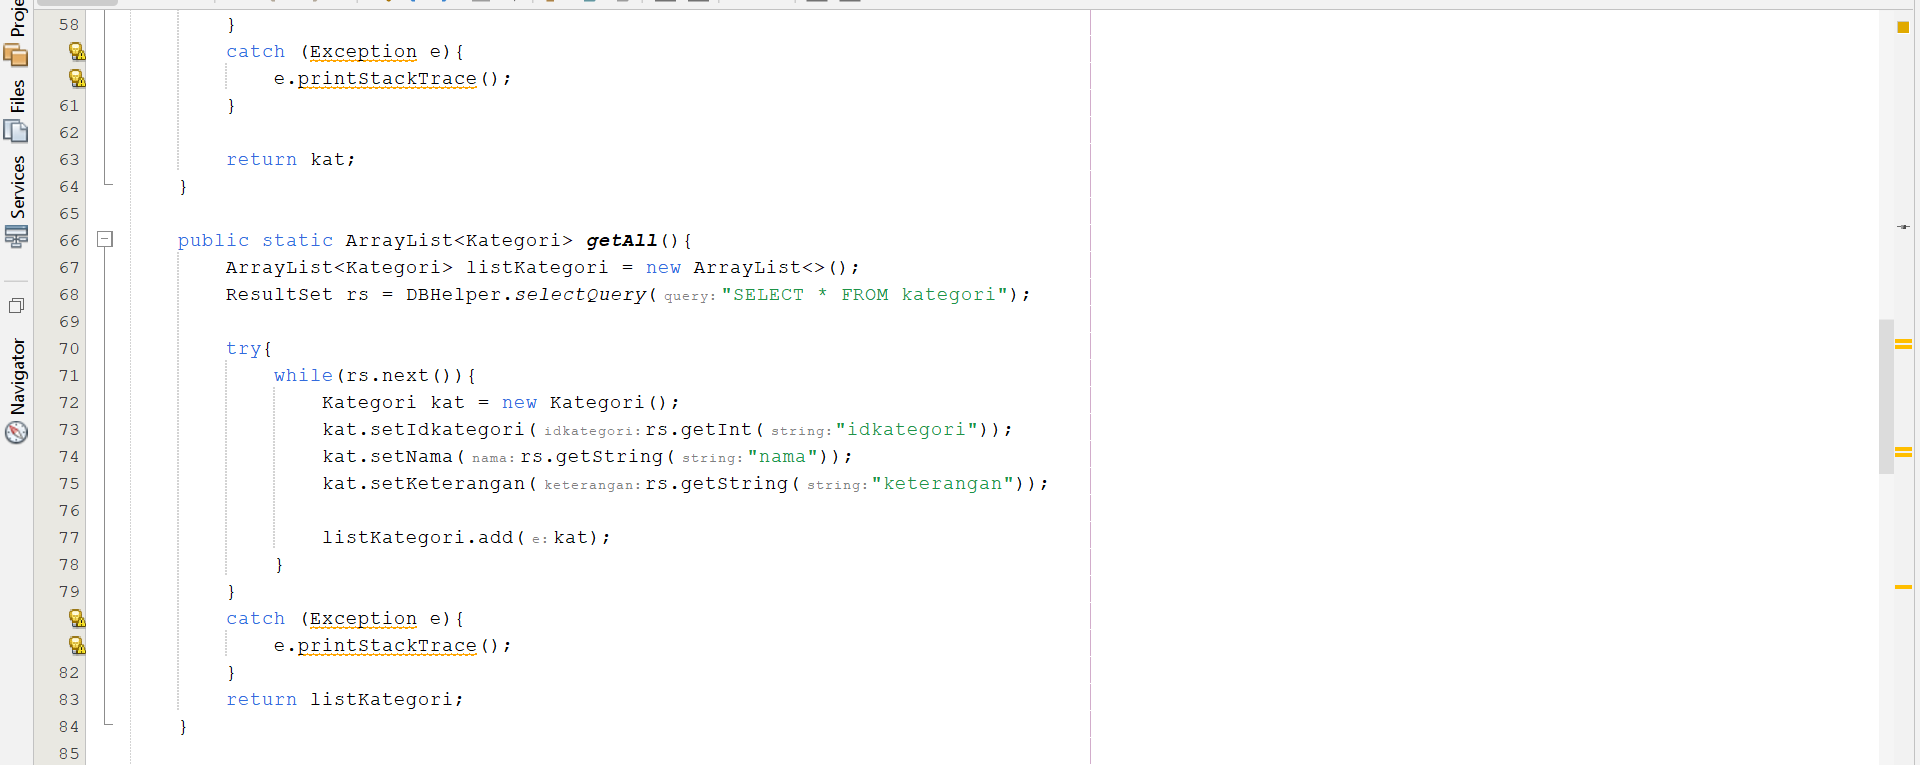 Proje
Files
Services
Navigator
58 }
catch (Exception e){
e.printStackTrace();
61 }
62
63 return kat;
64 }
65
66 public static ArrayList<Kategori> getAll(){
67 ArrayList<Kategori> listKategori = new ArrayList<>();
68 ResultSet rs = DBHelper.selectQuery( query: "SELECT * FROM kategori");
69
70 try{
71 while(rs.next()){
72 Kategori kat = new Kategori();
73 kat.setIdkategori( idkategori: rs.getInt( string: "idkategori"));
74 kat.setNama( nama: rs.getString( string: "nama"));
75 kat.setKeterangan( keterangan: rs.getString( string: "keterangan"));
76
77 listKategori.add( e: kat);
78 }
79 }
catch (Exception e){
e.printStackTrace();
82 }
83 return listKategori;
84 }
85